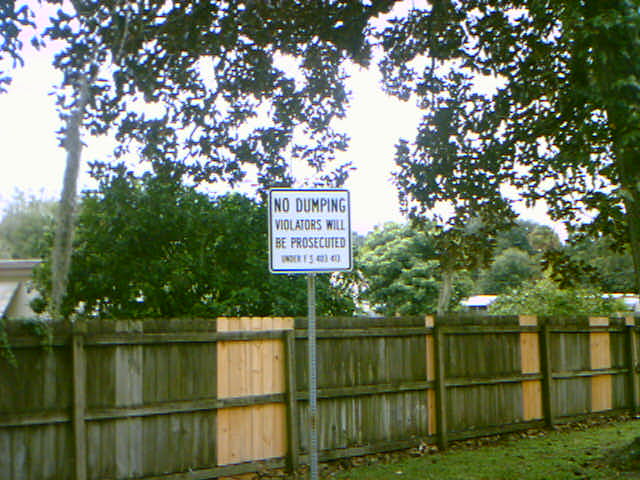 NO DUMPING
VIOLATORS WILL
BE PROSECUTED
UNDER F S 403 413